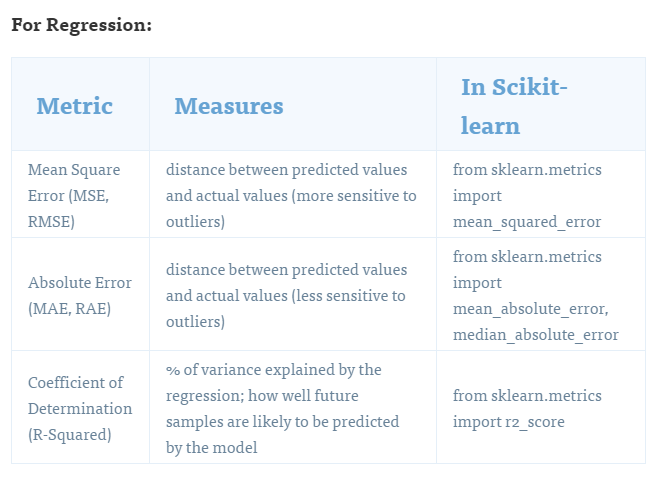 For Regression:
Metric
Measures
In Scikit-
learn
Mean Square
Error (MSE,
RMSE)
distance between predicted values
and actual values (more sensitive to
outliers)
from sklearn.metrics
import
mean_squared_error
Absolute Error
(MAE, RAE)
distance between predicted values
and actual values (less sensitive to
outliers)
from sklearn.metrics
import
mean_absolute_error,
median_absolute_error
Coefficient of
Determination
(R-Squared)
% of variance explained by the
regression; how well future
samples are likely to be predicted
by the model
from sklearn.metrics
import r2_score